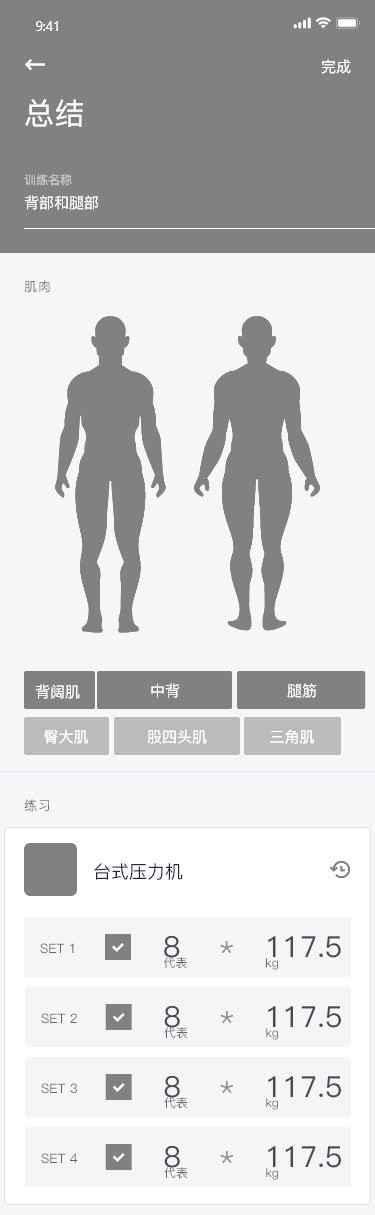 9:41
完成
总结
训练名称
背部和腿部
肌肉
背阔肌 中背 腿筋
臀大肌 股四头肌 三角肌
练习
台式压力机
SET 1 8 * 117.5
代表 kg
SET 2 8 * 117.5
代表 kg
SET 3 8 * 117.5
代表 kg
SET 4 8 * 117.5
代表 kg